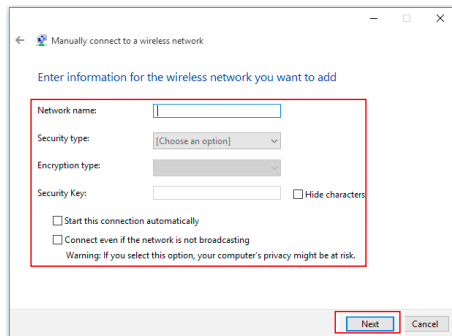 Manually connect to a wireless network
Enter information for the wireless network you want to add
Network name:
Security type: [Choose an option]
Encryption type:
Security Key: Hide characters
Start this connection automatically
Connect even if the network is not broadcasting
Warning: If you select this option, your computer's privacy might be at risk.
Next Cancel